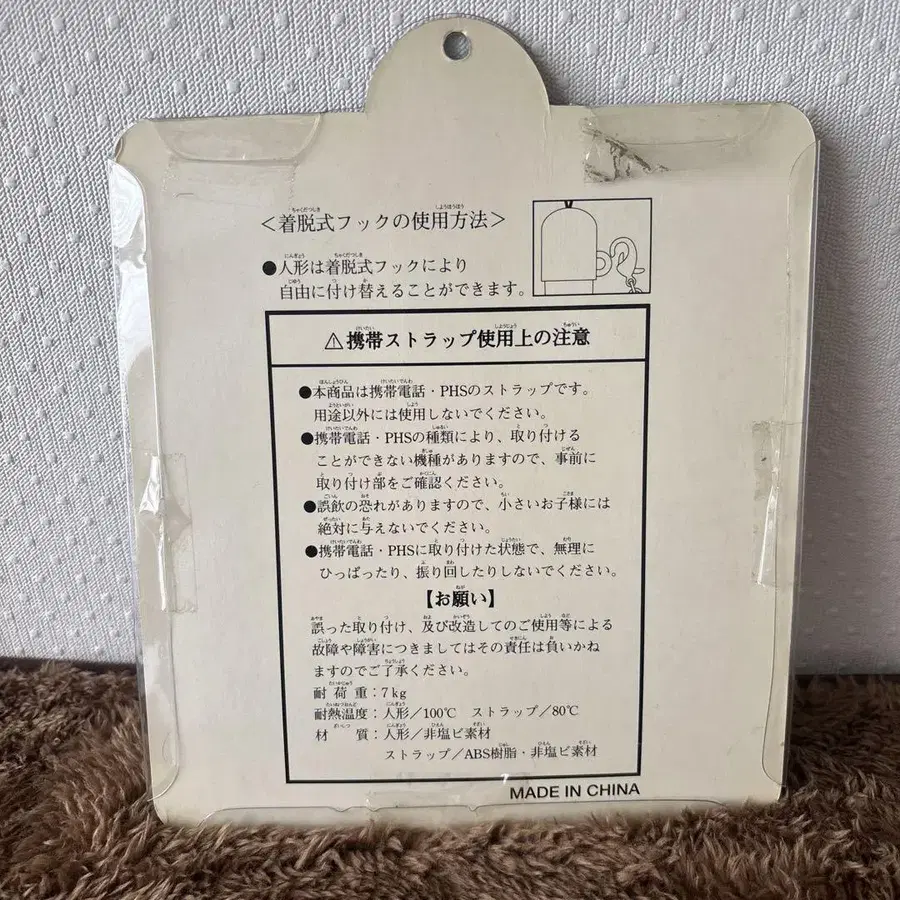 ＜着脱式フックの使用方法＞
●人形は着脱式フックにより
自由に付け替えることができます。
⚠携帯ストラップ使用上の注意
●本商品は携帯電話・PHSのストラップです。
用途以外には使用しないでください。
●携帯電話・PHSの種類により、取り付ける
ことができない機種がありますので、事前に
取り付け部をご確認ください。
●誤飲の恐れがありますので、小さいお子様には
絶対に与えないでください。
●携帯電話・PHSに取り付けた状態で、無理に
ひっぱったり、振り回したりしないでください。
【お願い】
誤った取り付け、及び改造してのご使用等による
故障や障害につきましてはその責任は負いかね
ますのでご了承ください。
耐 荷 重：7kg
耐熱温度：人形／100℃ ストラップ／80℃
材　　質：人形／非塩ビ素材
ストラップ／ABS樹脂・非塩ビ素材
MADE IN CHINA